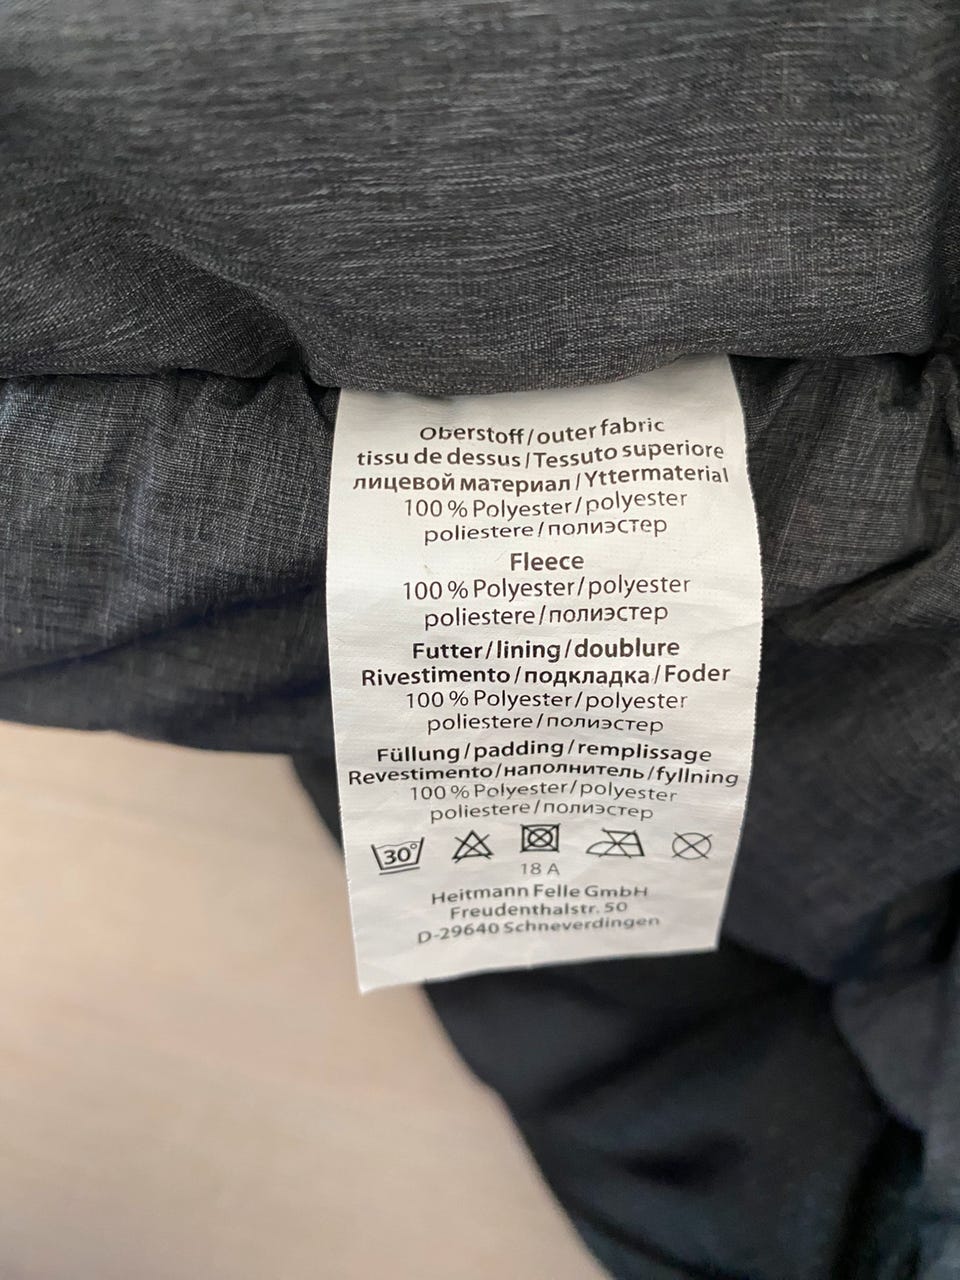 Oberstoff/outer fabric
tissu de dessus/Tessuto superiore
лицевой материал/Yttermaterial
100 % Polyester/polyester
poliestere/полиэстер
Fleece
100 % Polyester/polyester
poliestere/полиэстер
Futter/lining/doublure
Rivestimento/подкладка/Foder
100 % Polyester/polyester
poliestere/полиэстер
Füllung/padding/remplissage
Revestimento/наполнитель/fyllning
100 % Polyester/polyester
poliestere/полиэстер
30°
18 A
Heitmann Felle GmbH
Freudenthalstr. 50
D-29640 Schneverdingen